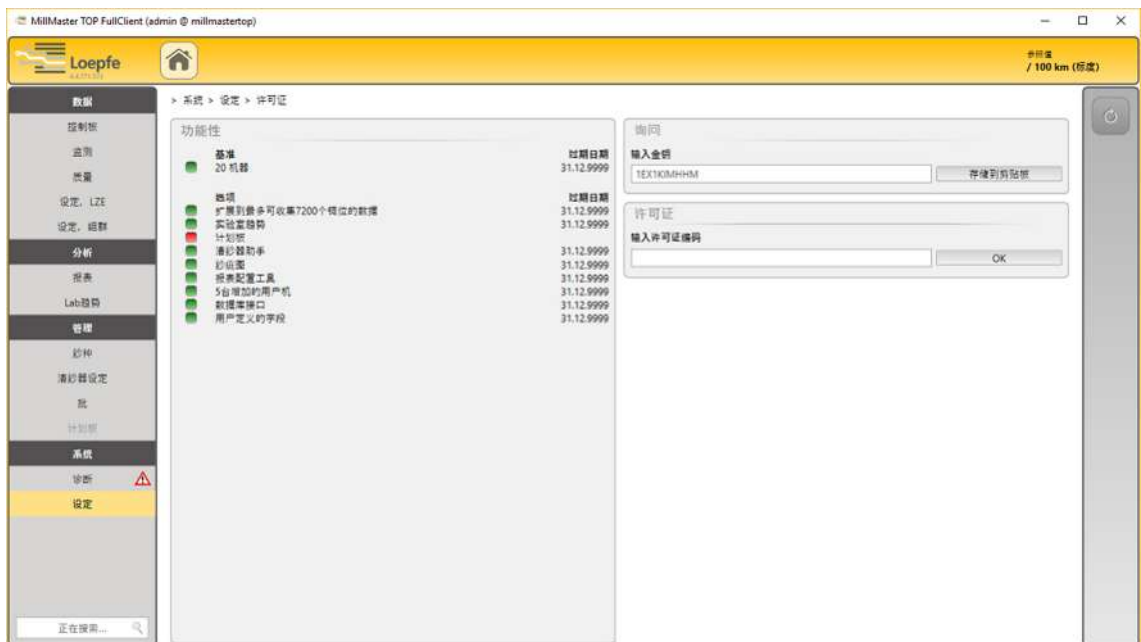 MillMaster TOP FullClient (admin @ millmastertop)
Loepfe
参照值
/ 100 km (标度)
数据
控制板
监测
质量
设定, LZE
设定, 组群
分析
报表
Lab趋势
管理
纱种
清纱器设定
批
计划板
系统
诊断
设定
正在搜索...
> 系统 > 设定 > 许可证
功能性
基准 过期日期
20 机器 31.12.9999
选项 过期日期
扩展到最多可收集7200个锭位的数据 31.12.9999
实验室趋势 31.12.9999
计划板
清纱器助手 31.12.9999
纱疵图 31.12.9999
报表配置工具 31.12.9999
5台增加的用户机 31.12.9999
数据库接口 31.12.9999
用户定义的字段 31.12.9999
询问
输入金钥
1EX1KIMHHM 存储到剪贴板
许可证
输入许可证编码
OK